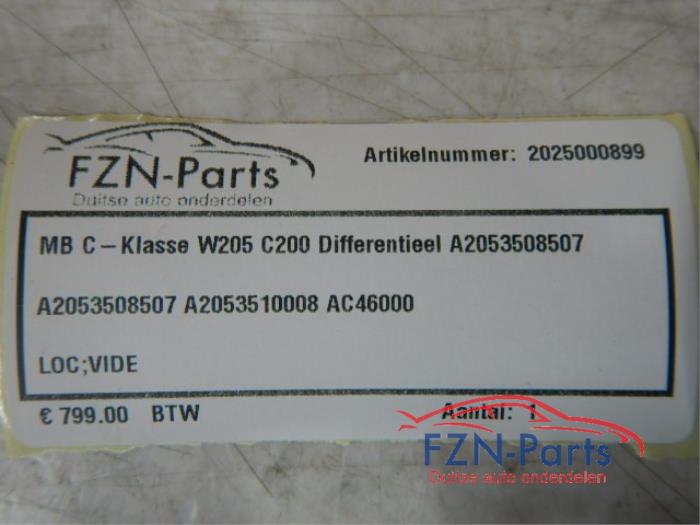 FZN-Parts
Duitse auto onderdelen
Artikelnummer: 2025000899
MB C-Klasse W205 C200 Differentieel A2053508507
A2053508507 A2053510008 AC46000
LOC;VIDE
€ 799.00 BTW Aantal: 1
FZN-Parts
Duitse auto onderdelen